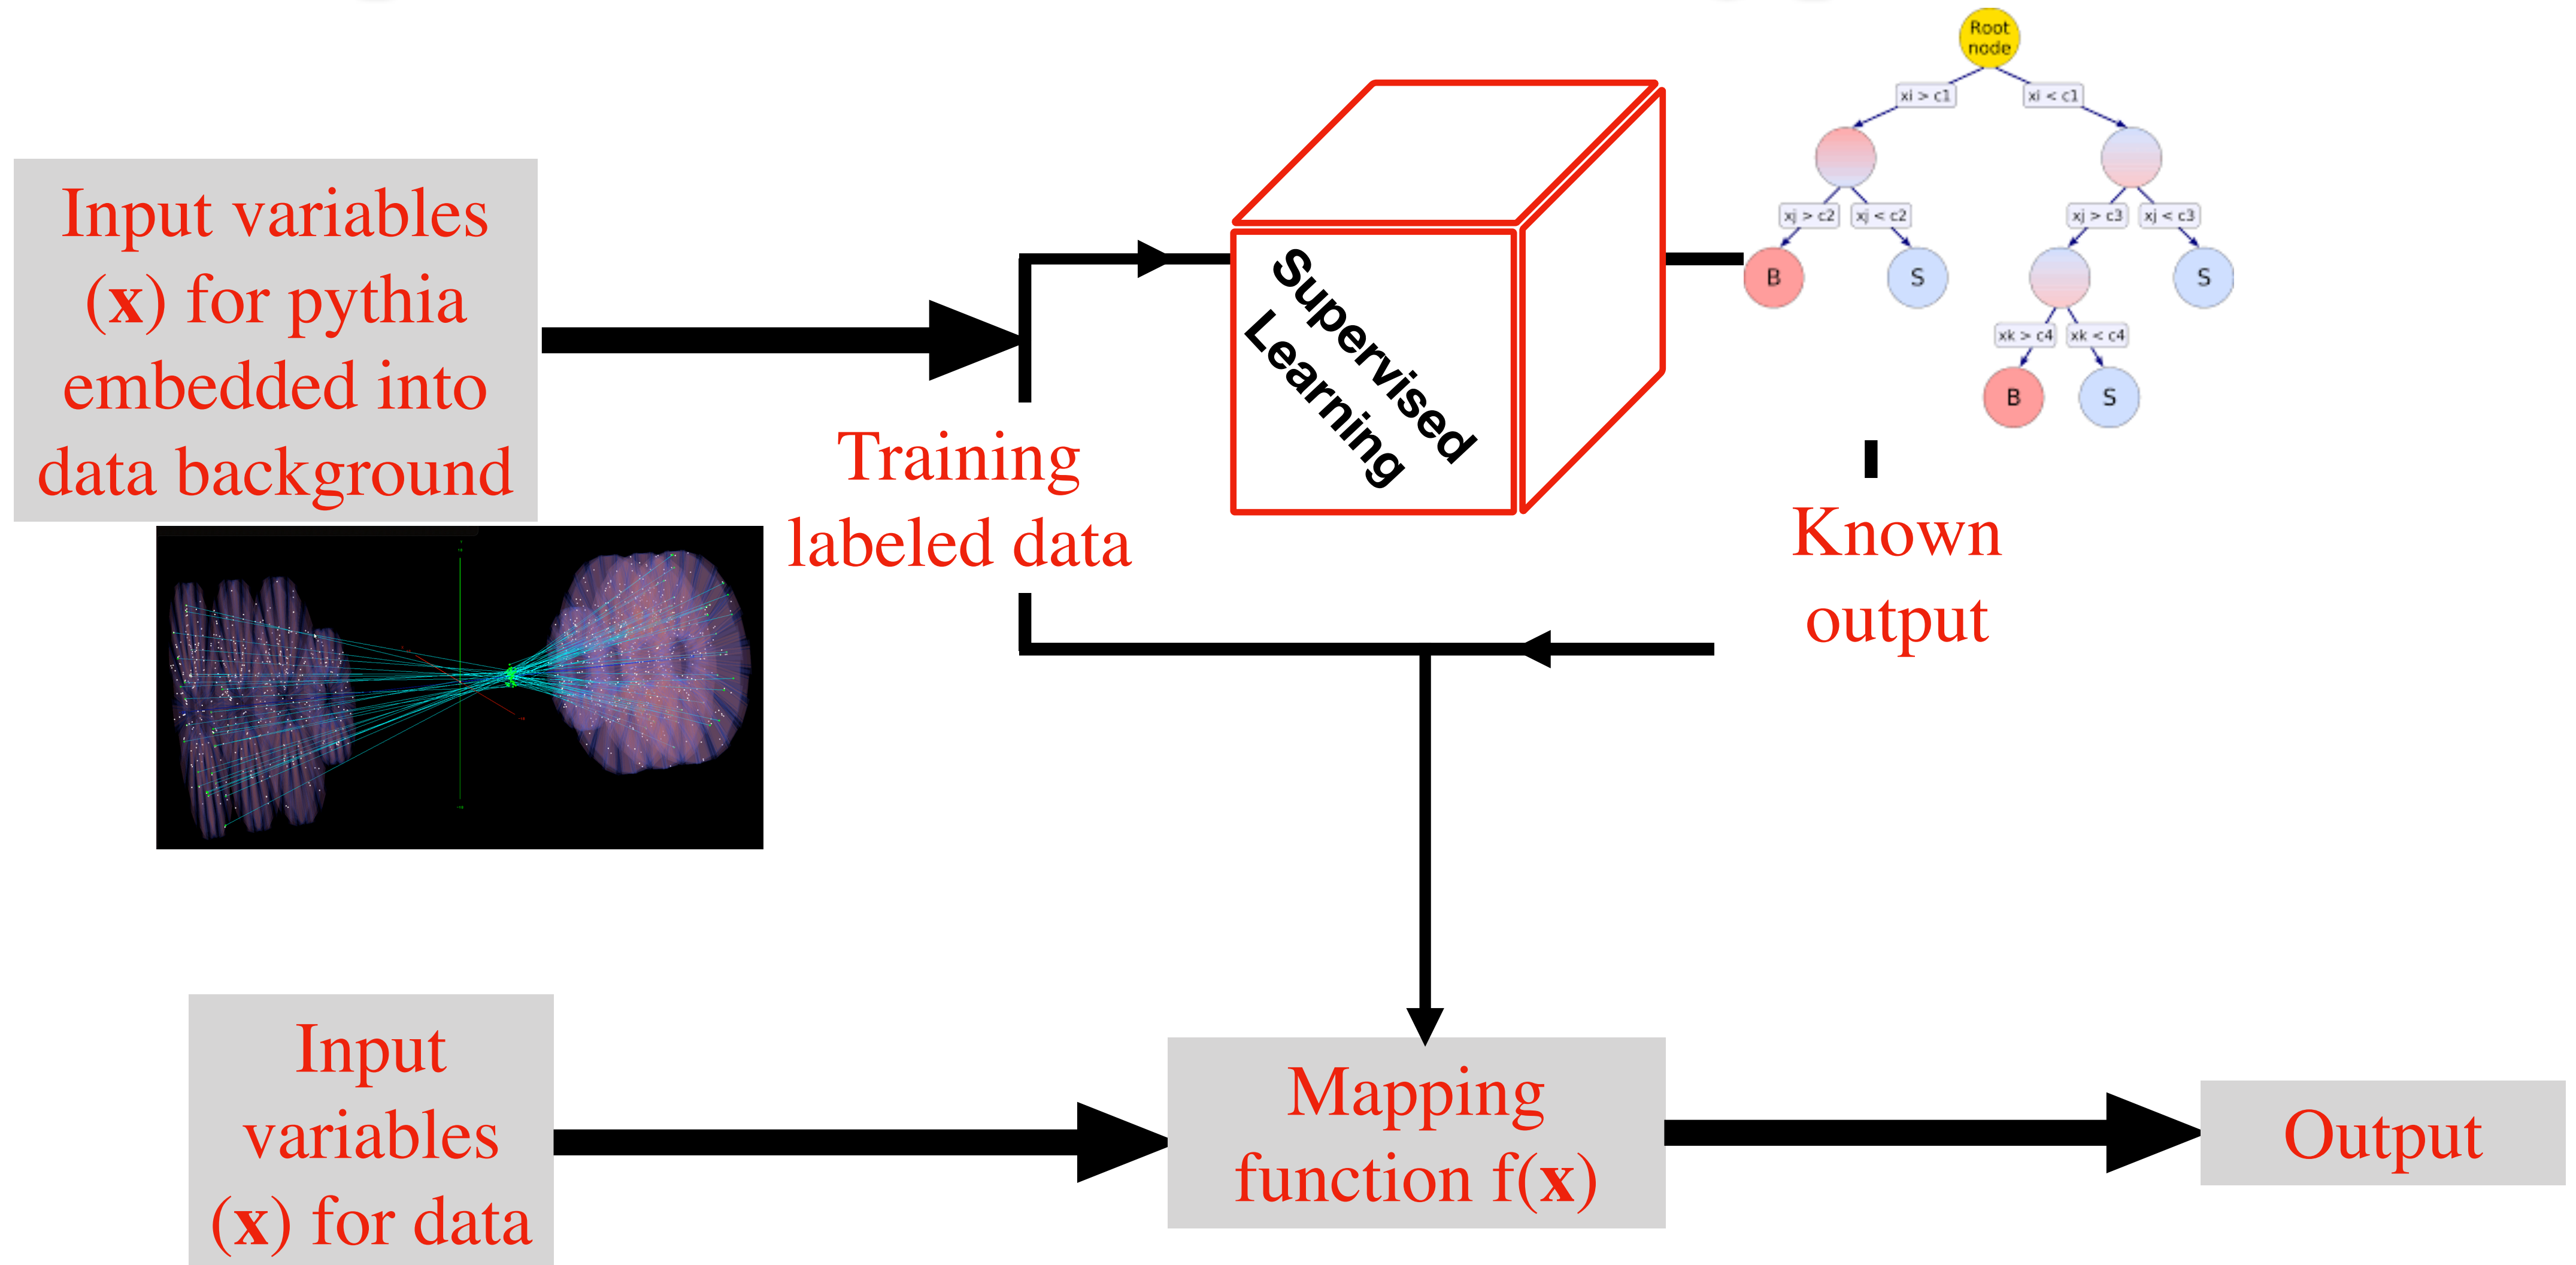 Root
node
xi > c1
xi < c1
xj > c2
xj < c2
xj > c3
xj < c3
B
S
S
xk > c4
xk < c4
B
S
Input variables
(x) for pythia
embedded into
data background
Supervised
Learning
Training
labeled data
Known
output
Input
variables
(x) for data
Mapping
function f(x)
Output